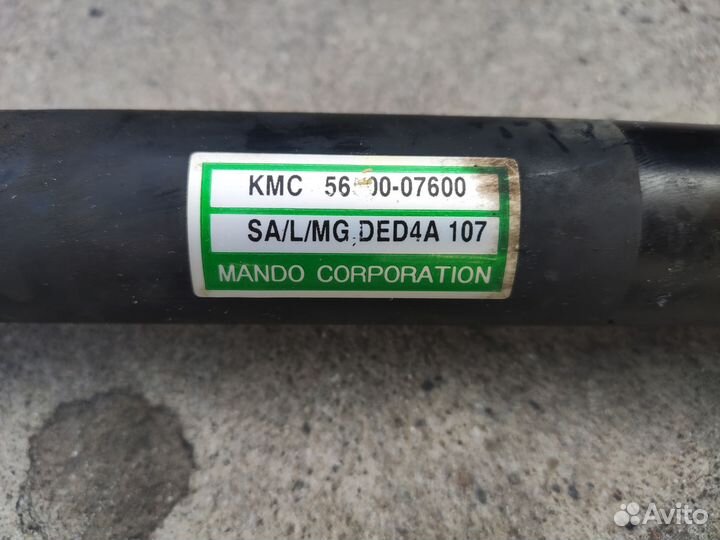 KMC
SA/L/MG DED4A 107
MANDO CORPORATION
Avito